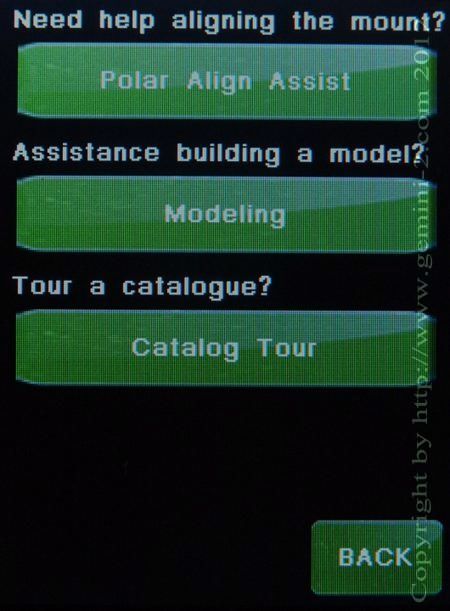 Need help aligning the mount?
Polar Align Assist
Assistance building a model?
Modeling
Tour a catalogue?
Catalog Tour
BACK
Copyright by http://www.gemini-2.com